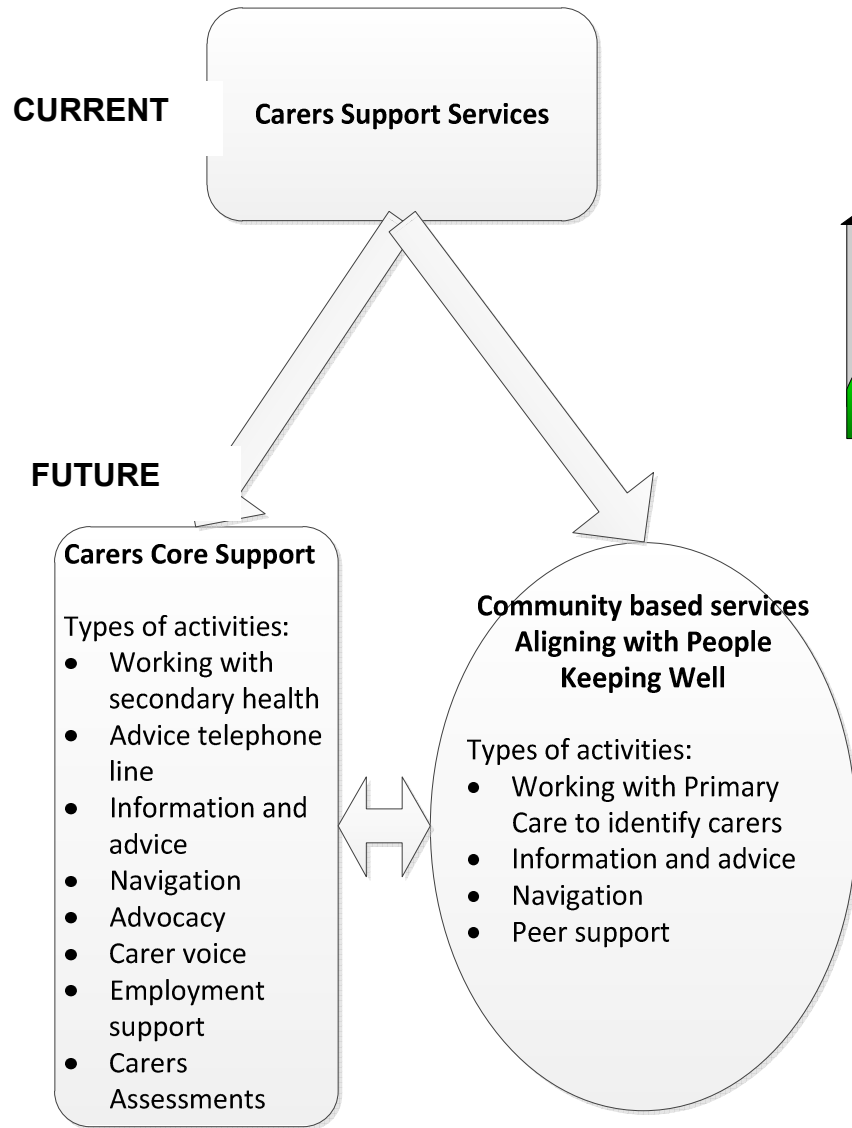 CURRENT
Carers Support Services
FUTURE
Carers Core Support
Types of activities:
• Working with
secondary health
• Advice telephone
line
• Information and
advice
• Navigation
• Advocacy
• Carer voice
• Employment
support
• Carers
Assessments
Community based services
Aligning with People
Keeping Well
Types of activities:
• Working with Primary
Care to identify carers
• Information and advice
• Navigation
• Peer support